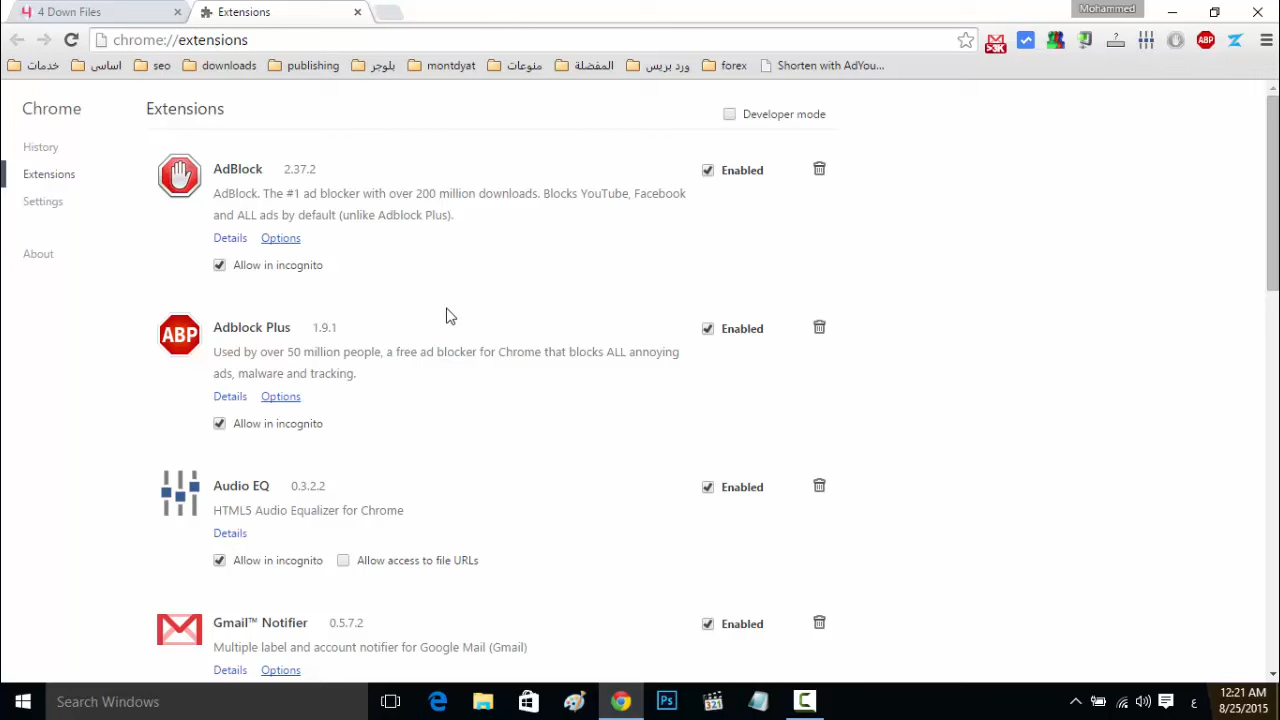 4 Down Files
Extensions
Mohammed
chrome://extensions
>3K
?
ABP
خدمات
اساسى
seo
downloads
publishing
بلوجر
montdyat
منوعات
المفضلة
ورد بريس
forex
Shorten with AdYou...
Chrome
History
Extensions
Settings
About
Extensions
Developer mode
AdBlock 2.37.2
Enabled
AdBlock. The #1 ad blocker with over 200 million downloads. Blocks YouTube, Facebook
and ALL ads by default (unlike Adblock Plus).
Details Options
Allow in incognito
ABP
Adblock Plus 1.9.1
Enabled
Used by over 50 million people, a free ad blocker for Chrome that blocks ALL annoying
ads, malware and tracking.
Details Options
Allow in incognito
Audio EQ 0.3.2.2
Enabled
HTML5 Audio Equalizer for Chrome
Details
Allow in incognito Allow access to file URLs
Gmail™ Notifier 0.5.7.2
Enabled
Multiple label and account notifier for Google Mail (Gmail)
Details Options
Search Windows
Ps
321
ع
12:21 AM
8/25/2015